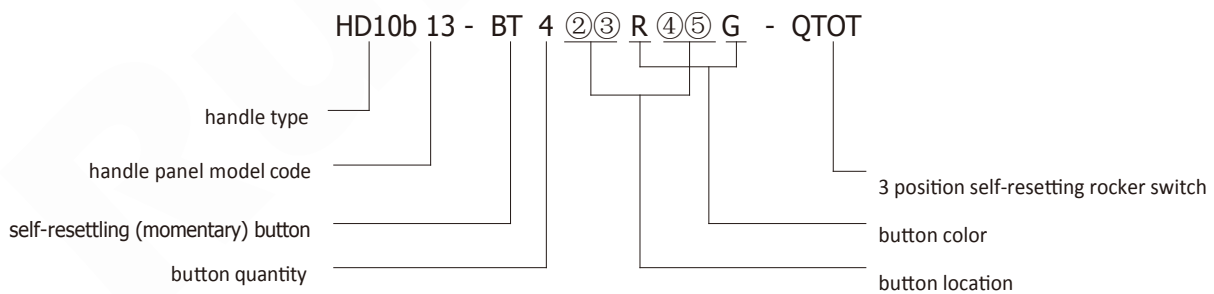 HD10b 13 - BT 4 ②③ R ④⑤ G - QTOT
handle type
handle panel model code
self-resettling (momentary) button
button quantity
3 position self-resetting rocker switch
button color
button location